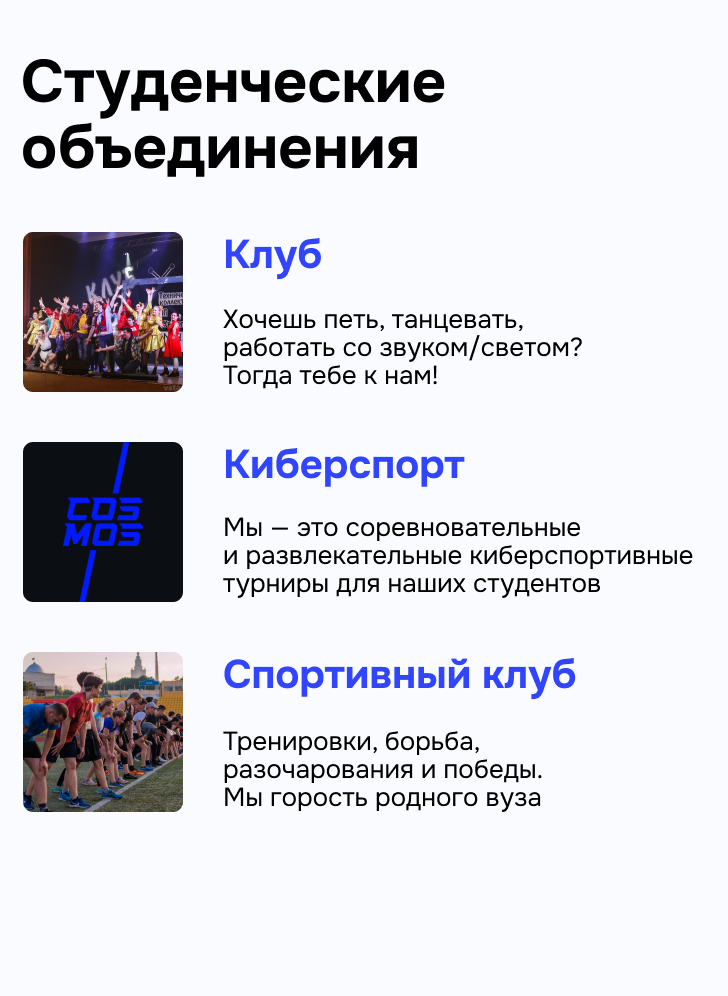 Студенческие
объединения
КЛУБ
Клуб
Хочешь петь, танцевать,
работать со звуком/светом?
Тогда тебе к нам!
COS
MOS
Киберспорт
Мы — это соревновательные
и развлекательные киберспортивные
турниры для наших студентов
Спортивный клуб
Тренировки, борьба,
разочарования и победы.
Мы горость родного вуза